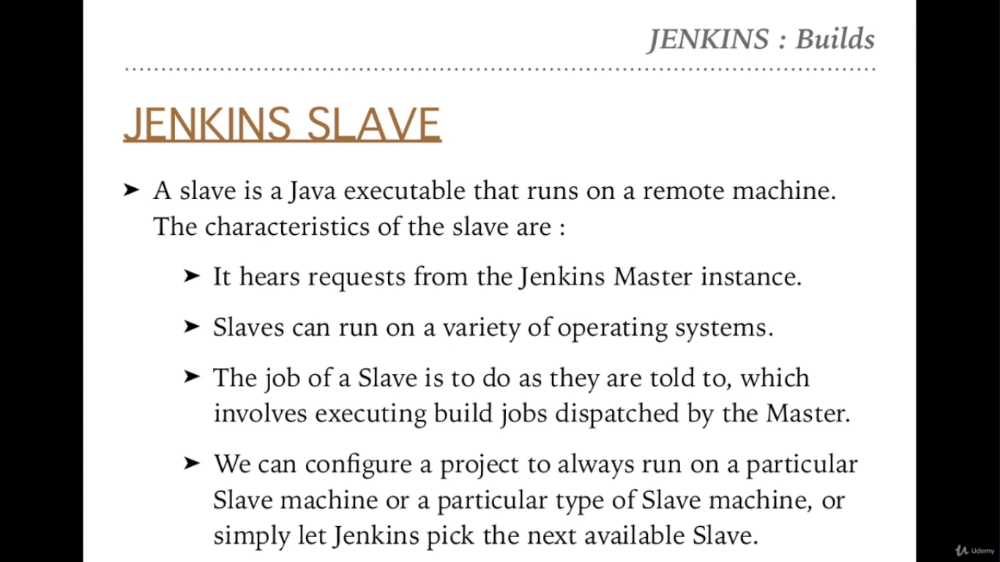 JENKINS : Builds
JENKINS SLAVE
➤ A slave is a Java executable that runs on a remote machine.
The characteristics of the slave are :
➤ It hears requests from the Jenkins Master instance.
➤ Slaves can run on a variety of operating systems.
➤ The job of a Slave is to do as they are told to, which
involves executing build jobs dispatched by the Master.
➤ We can configure a project to always run on a particular
Slave machine or a particular type of Slave machine, or
simply let Jenkins pick the next available Slave.
Udemy